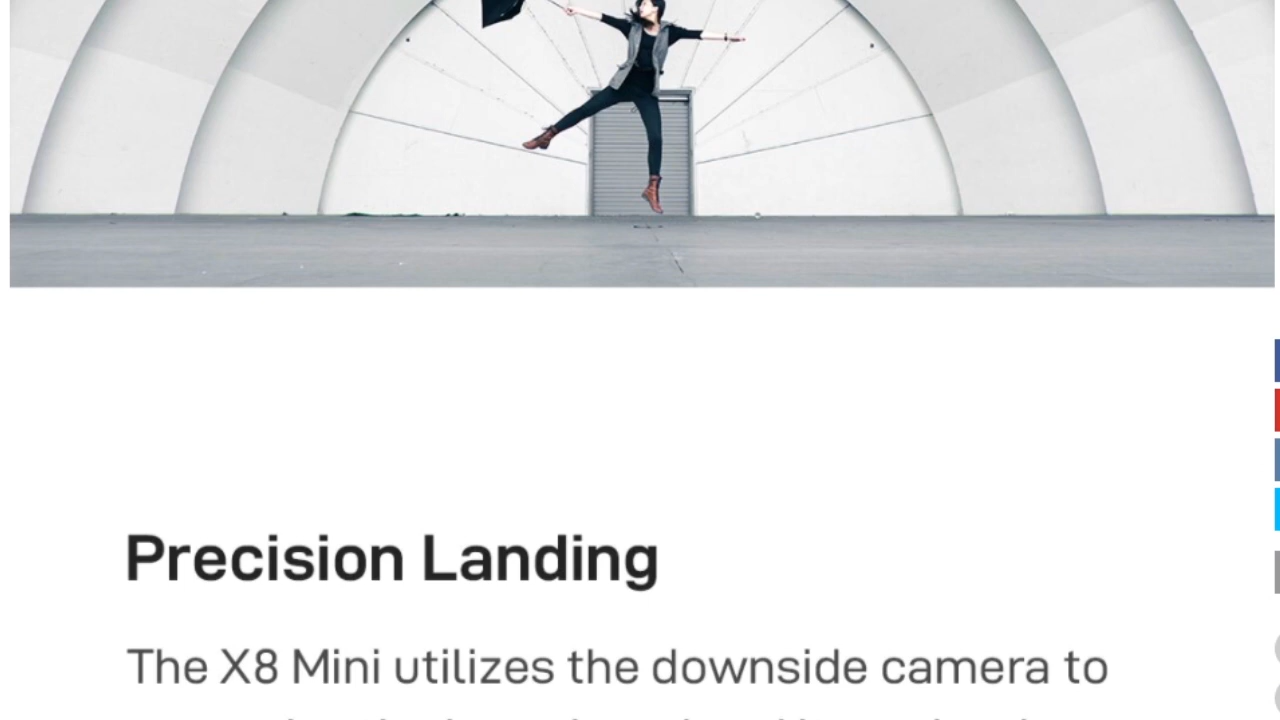 Precision Landing
The X8 Mini utilizes the downside camera to